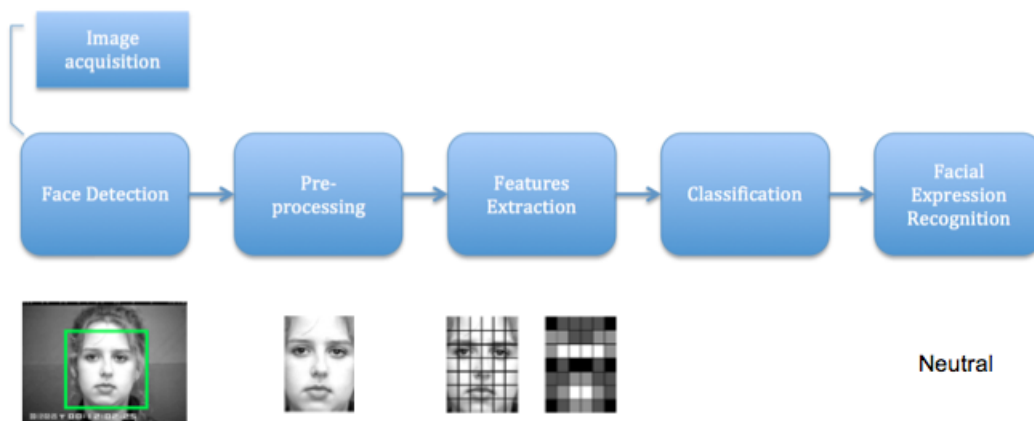 Image
acquisition
Face Detection
Pre-
processing
Features
Extraction
Classification
Facial
Expression
Recognition
Neutral